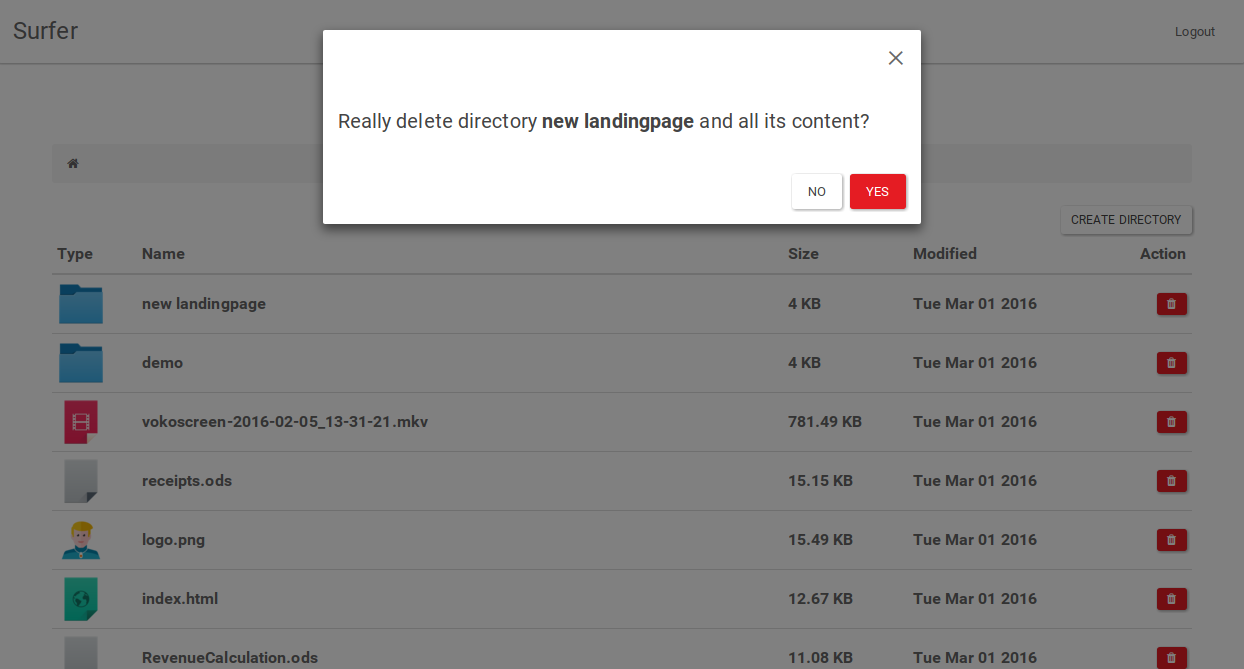 Surfer
Logout
Really delete directory new landingpage and all its content?
NO YES
CREATE DIRECTORY
Type Name Size Modified Action
new landingpage 4 KB Tue Mar 01 2016
demo 4 KB Tue Mar 01 2016
vokoscreen-2016-02-05_13-31-21.mkv 781.49 KB Tue Mar 01 2016
receipts.ods 15.15 KB Tue Mar 01 2016
logo.png 15.49 KB Tue Mar 01 2016
index.html 12.67 KB Tue Mar 01 2016
RevenueCalculation.ods 11.08 KB Tue Mar 01 2016